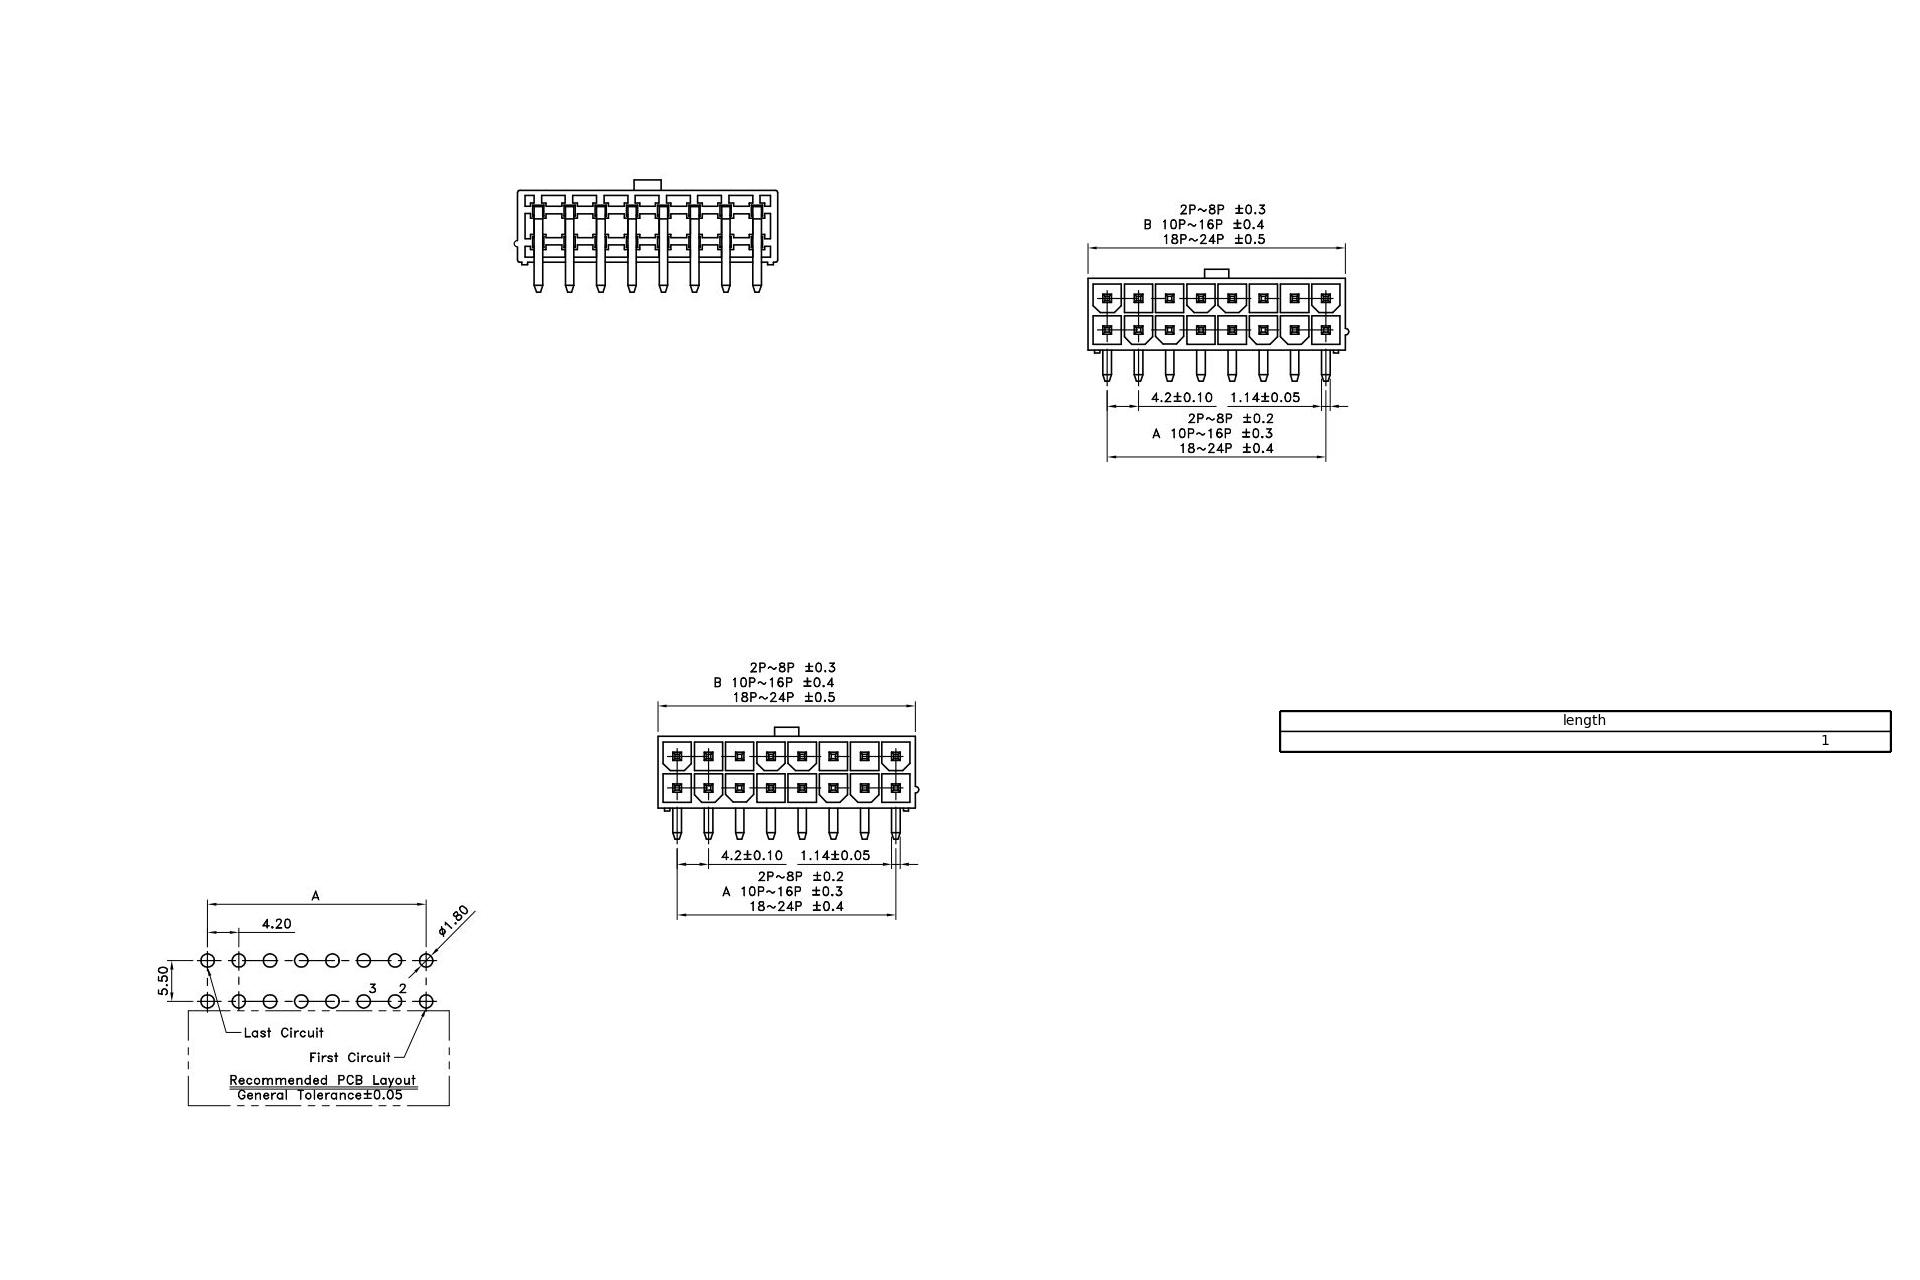 2P~8P ±0.3
B 10P~16P ±0.4
18P~24P ±0.5
4.2±0.10 1.14±0.05
2P~8P ±0.2
A 10P~16P ±0.3
18~24P ±0.4
2P~8P ±0.3
B 10P~16P ±0.4
18P~24P ±0.5
4.2±0.10 1.14±0.05
2P~8P ±0.2
A 10P~16P ±0.3
18~24P ±0.4
length
1
A
4.20
ø1.80
5.50
3 2
Last Circuit
First Circuit
Recommended PCB Layout
General Tolerance±0.05